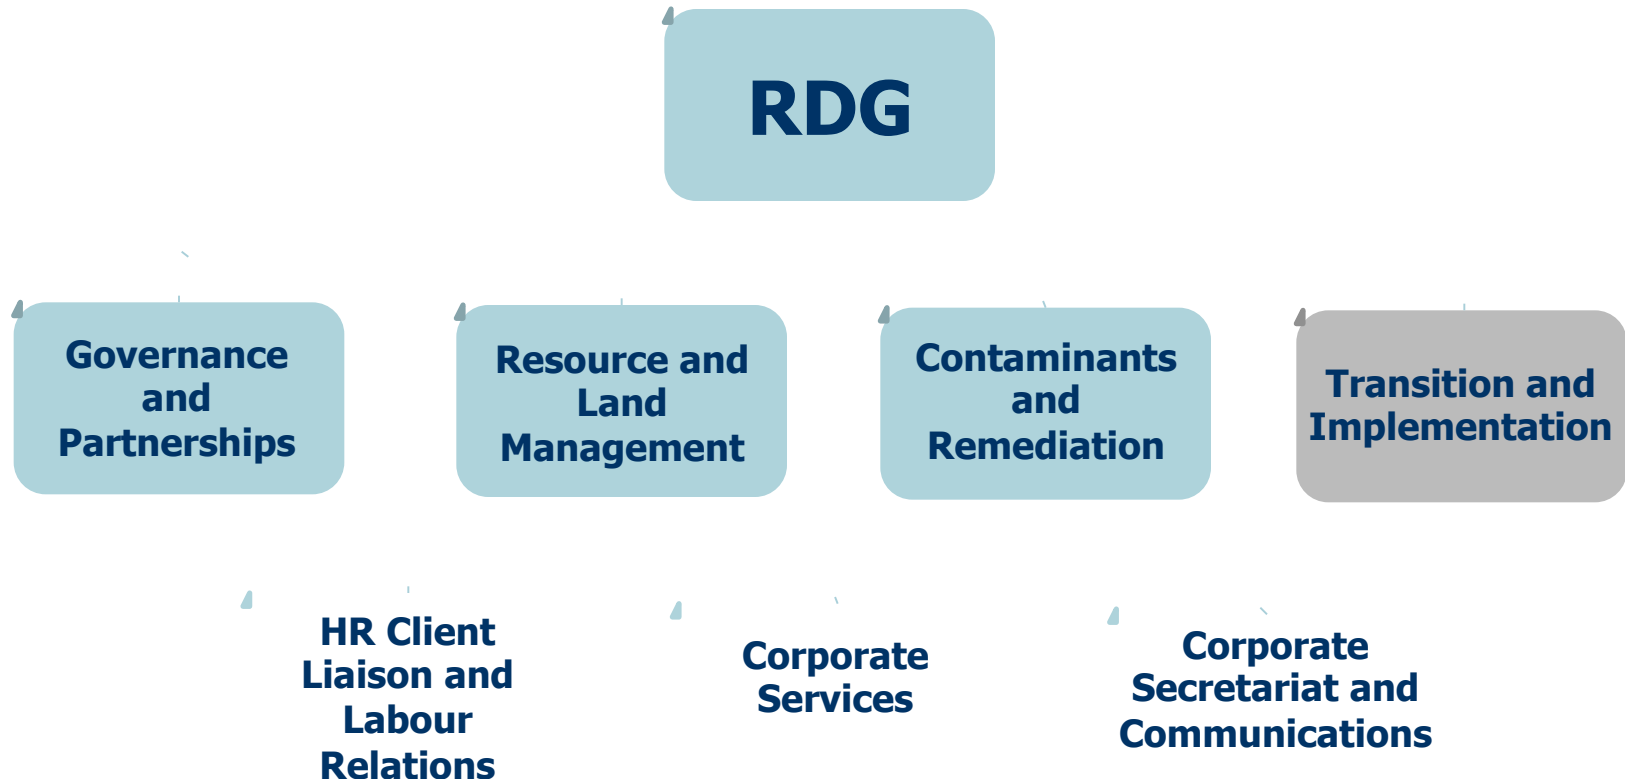 RDG
Governance
and
Partnerships
Resource and
Land
Management
Contaminants
and
Remediation
Transition and
Implementation
HR Client
Liaison and
Labour
Relations
Corporate
Services
Corporate
Secretariat and
Communications